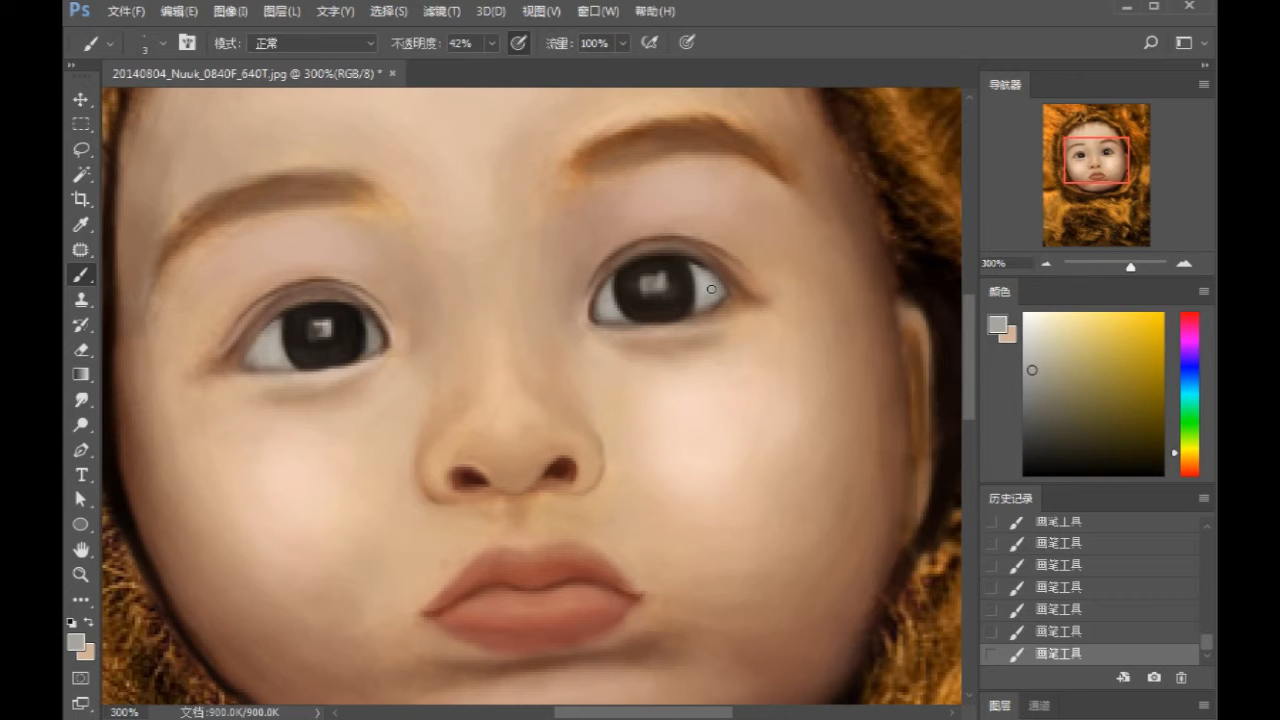 Ps 文件(F) 编辑(E) 图像(I) 图层(L) 文字(Y) 选择(S) 滤镜(T) 3D(D) 视图(V) 窗口(W) 帮助(H)
3 模式: 正常 不透明度: 42% 流里: 100%
20140804_Nuuk_0840F_640T.jpg @ 300%(RGB/8) * ×
导航器
300%
颜色
历史记录
画笔工具
画笔工具
画笔工具
画笔工具
画笔工具
画笔工具
画笔工具
图层 通道
300% 文档:900.0K/900.0K